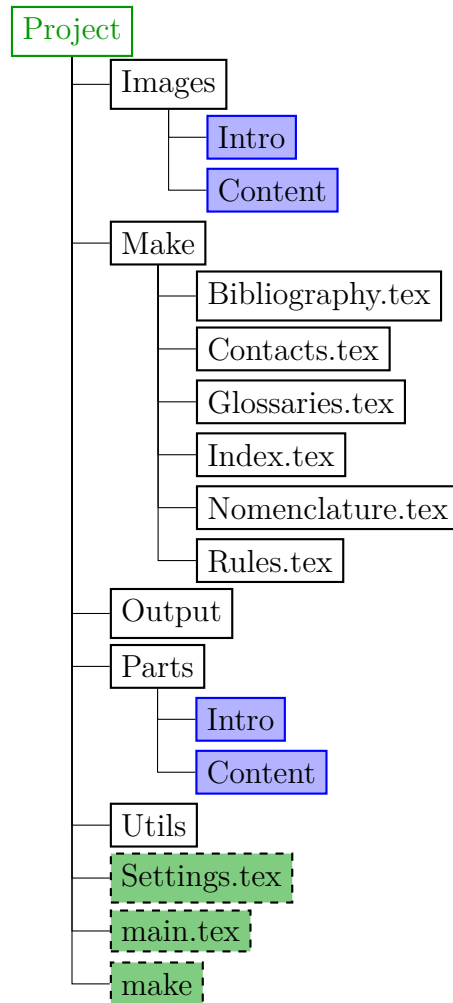 Project
Images
Intro
Content
Make
Bibliography.tex
Contacts.tex
Glossaries.tex
Index.tex
Nomenclature.tex
Rules.tex
Output
Parts
Intro
Content
Utils
Settings.tex
main.tex
make